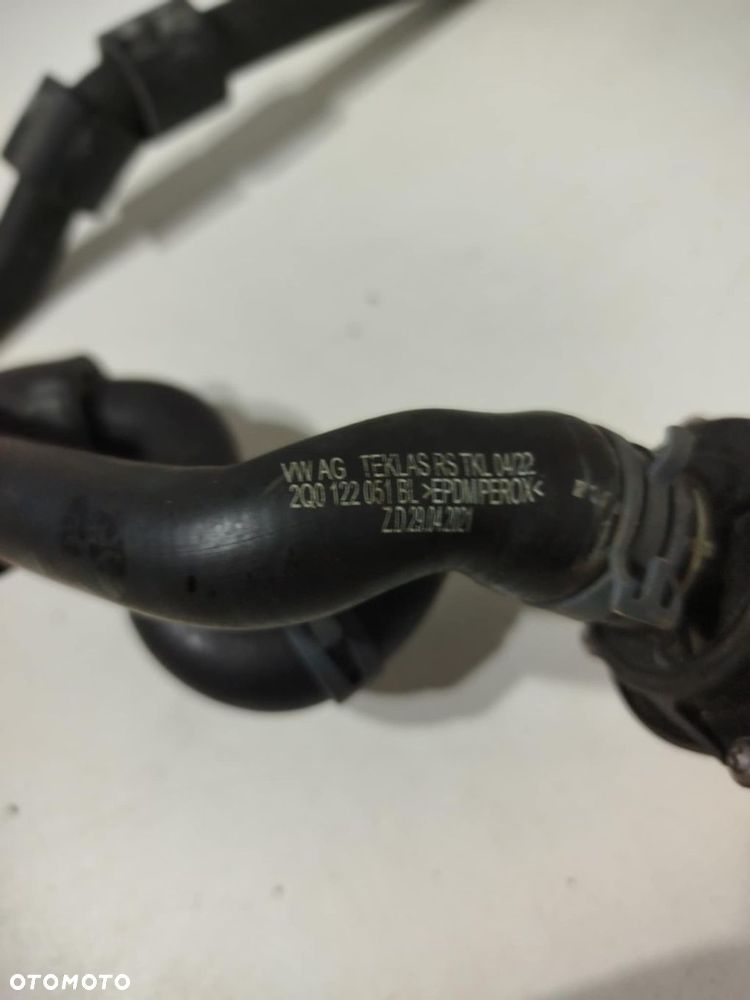 VW AG TEKLAS RS TKL 04/22
2Q0 122 051 BL >EPDM PEROX<
Z.D 29.04.2021
OTOMOTO